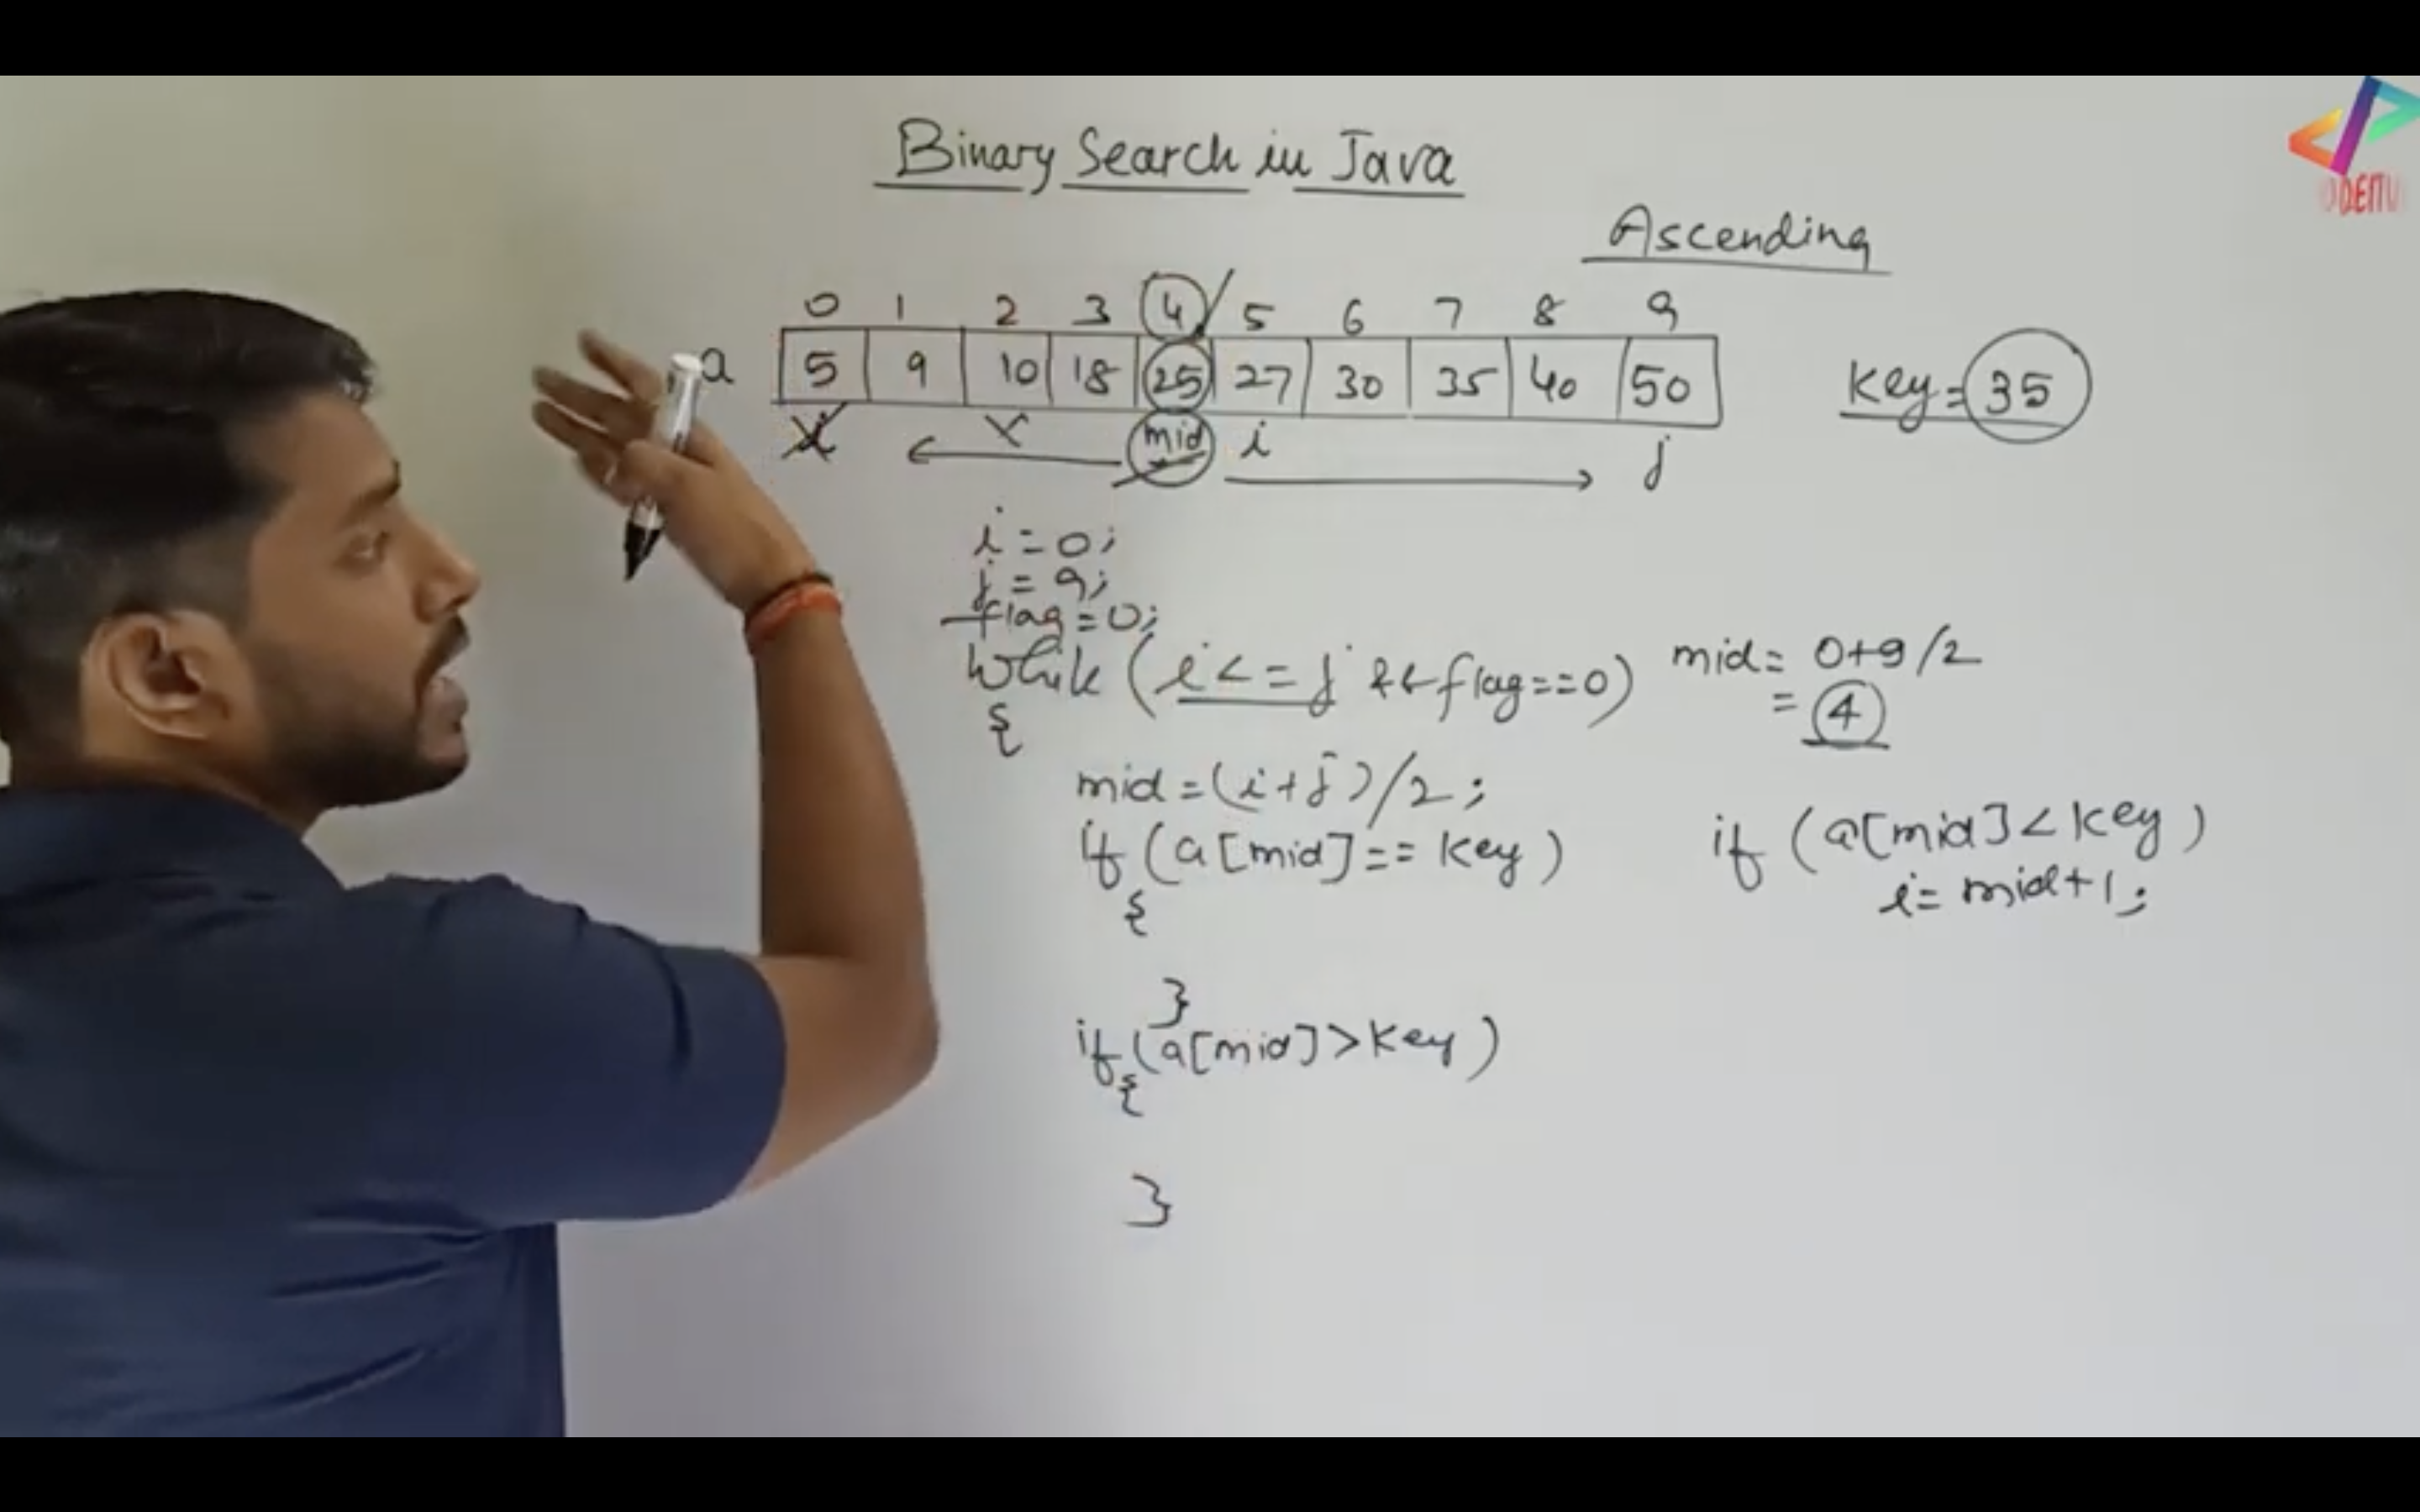 Binary Search in Java
Ascending
0 1 2 3 4 5 6 7 8 9
a 5 9 10 18 25 27 30 35 40 50 Key = 35
i x mid i j
i = 0;
j = 9;
flag = 0;
while (i <= j && flag == 0) mid = 0+9/2
{ = 4
mid = (i+j)/2;
if (a[mid] == key) if (a[mid] < key)
{ i = mid+1;
}
if (a[mid] > key)
{
}